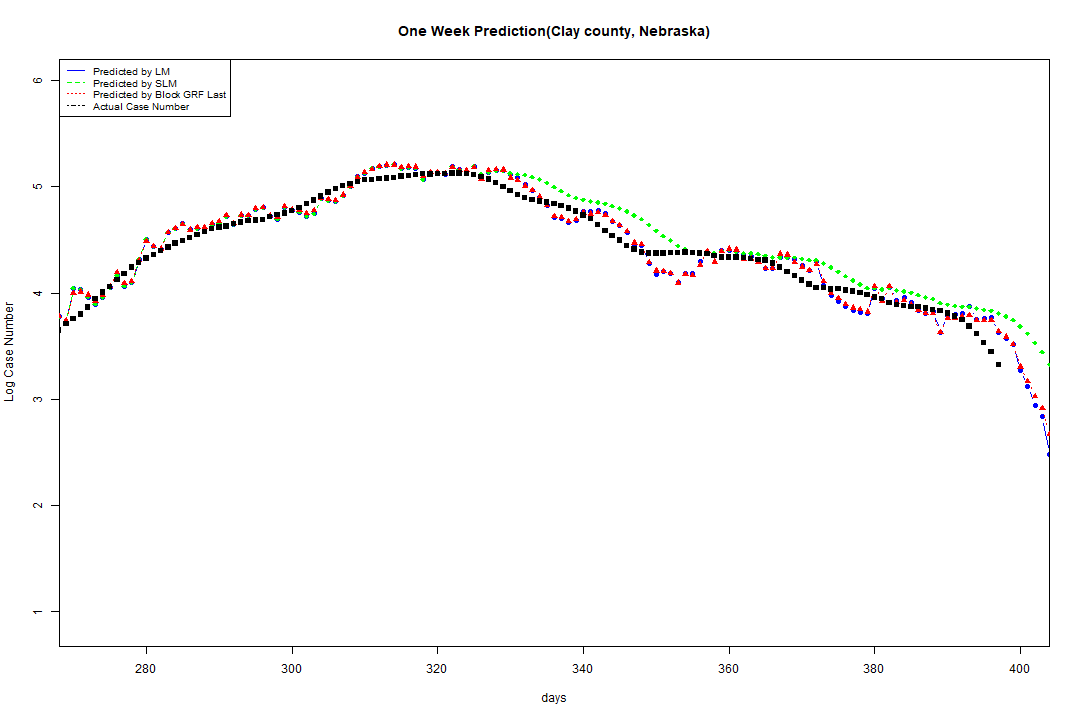 One Week Prediction(Clay county, Nebraska)
Predicted by LM
Predicted by SLM
Predicted by Block GRF Last
Actual Case Number
6
5
4
3
2
1
Log Case Number
280 300 320 340 360 380 400
days